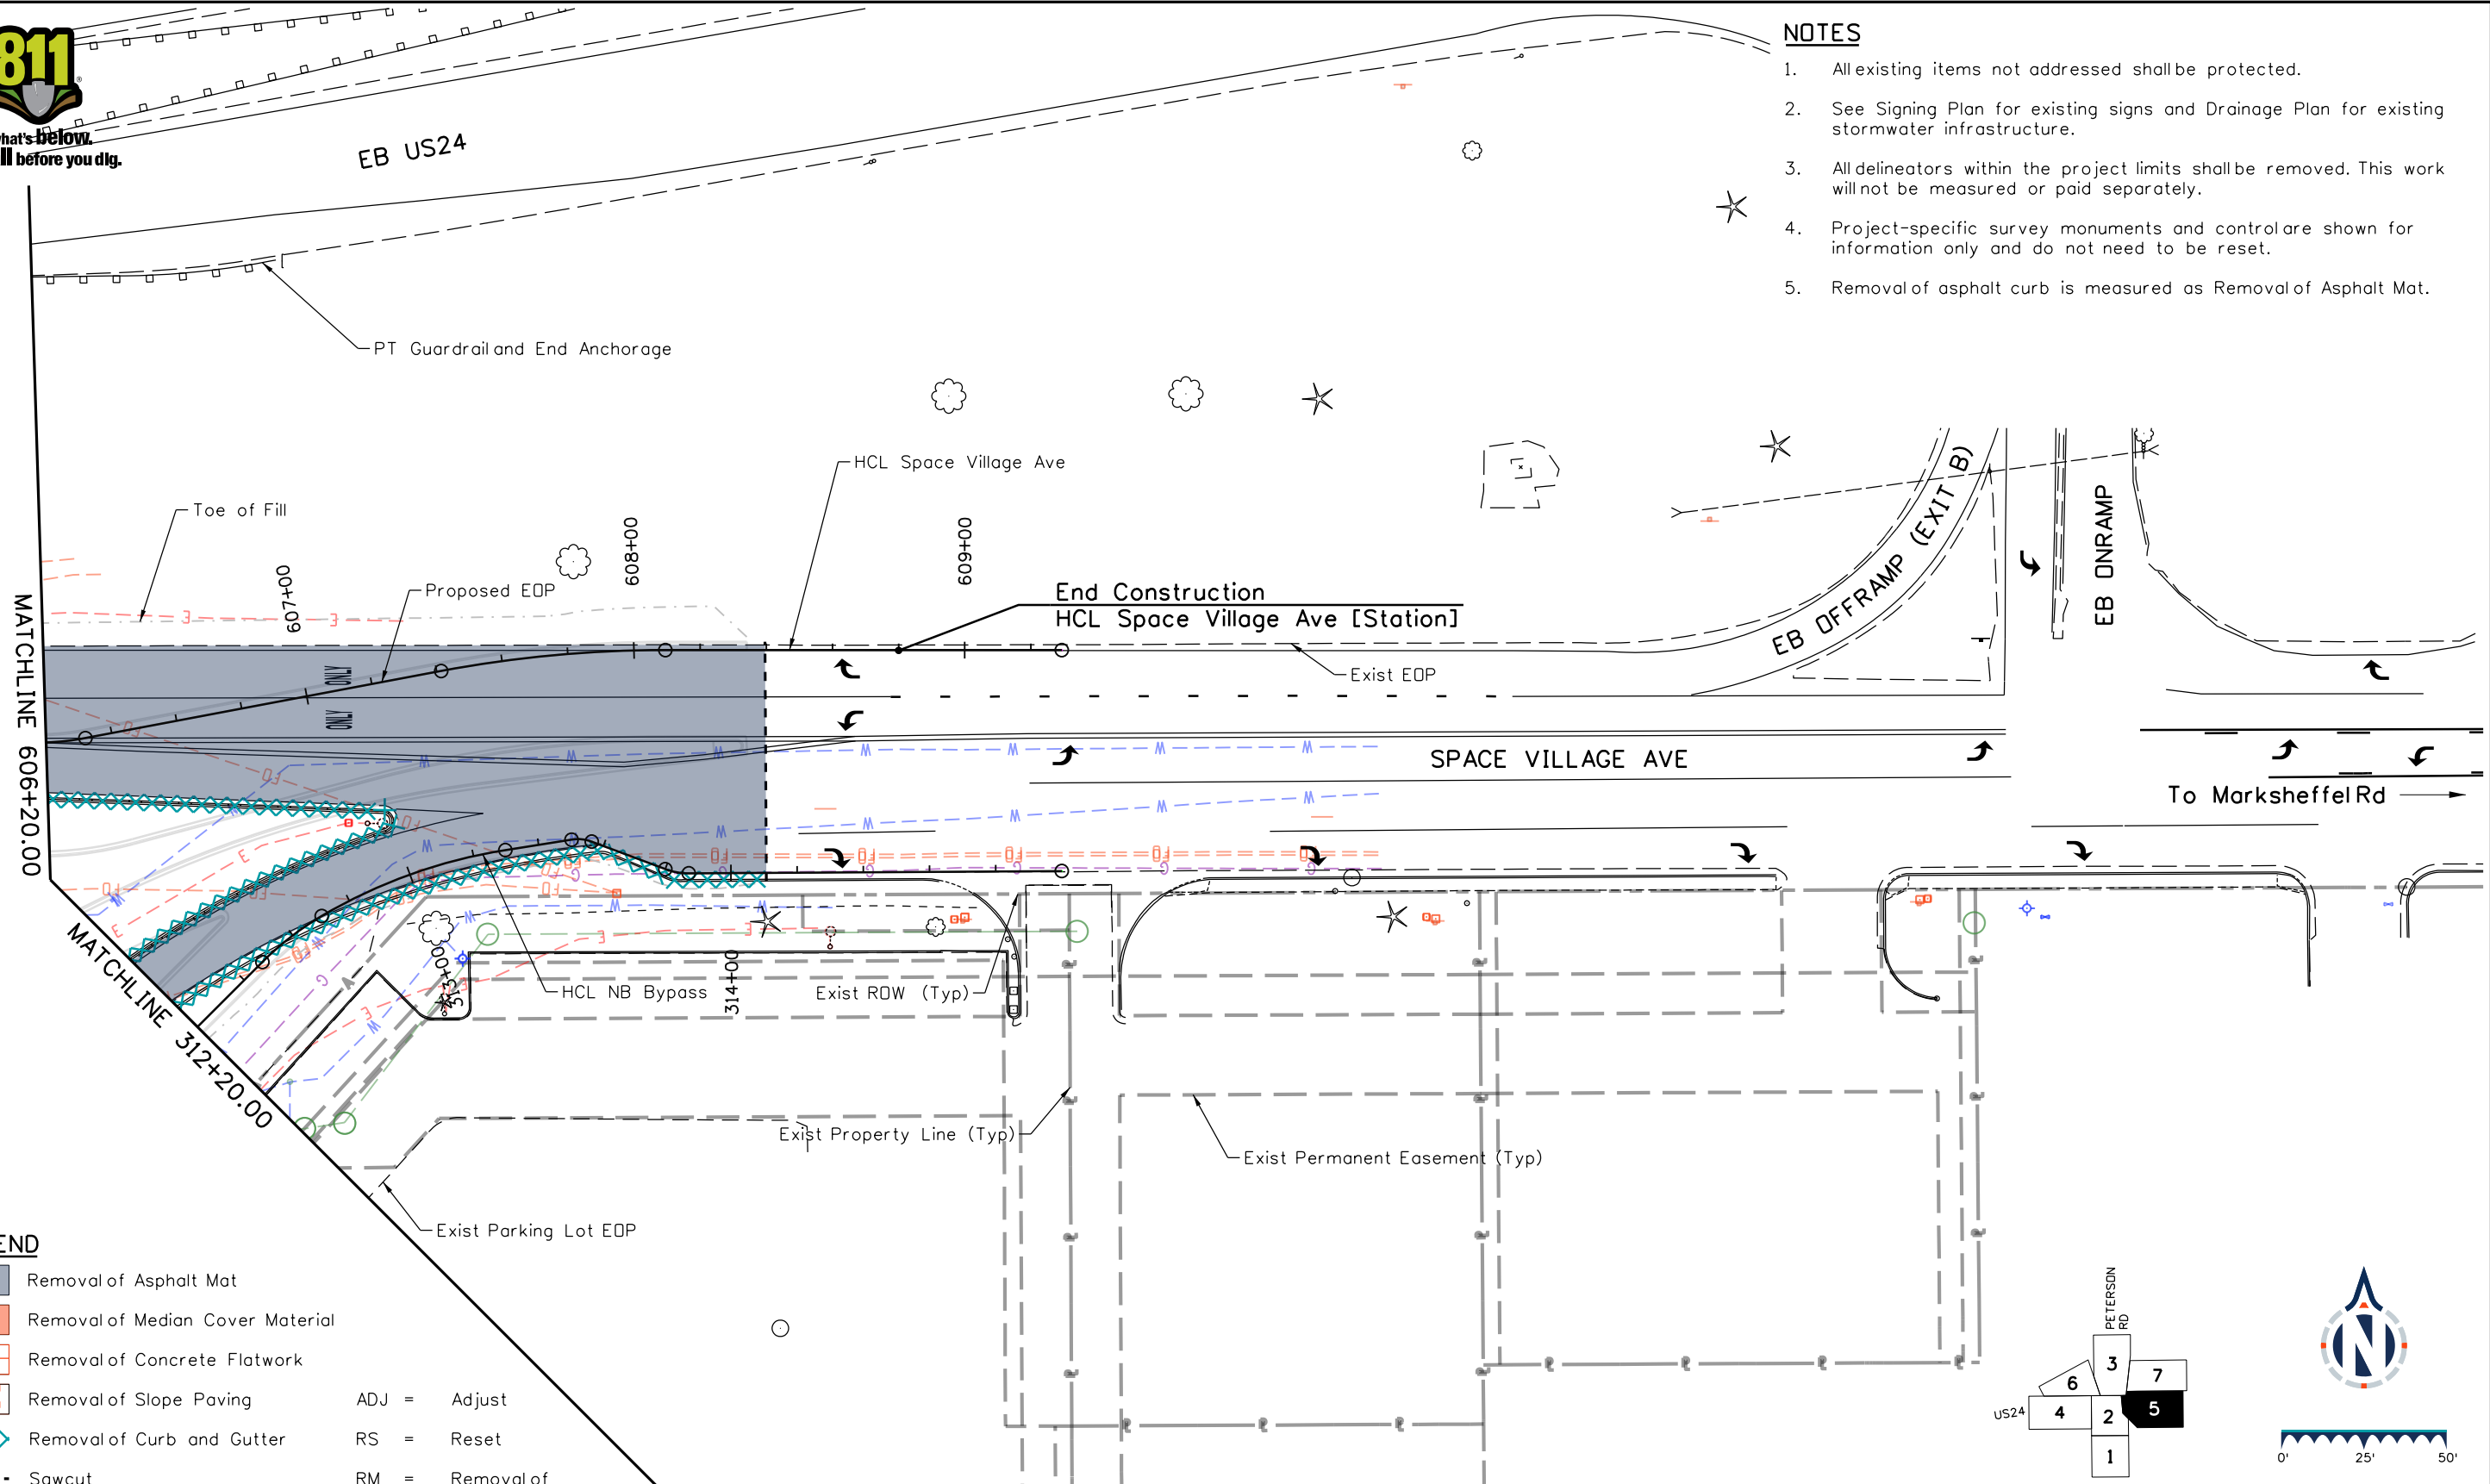 811
hat's below.
ll before you dig.
EB US24
NOTES
1. All existing items not addressed shall be protected.
2. See Signing Plan for existing signs and Drainage Plan for existing
stormwater infrastructure.
3. All delineators within the project limits shall be removed. This work
will not be measured or paid separately.
4. Project-specific survey monuments and control are shown for
information only and do not need to be reset.
5. Removal of asphalt curb is measured as Removal of Asphalt Mat.
PT Guardrail and End Anchorage
HCL Space Village Ave
Toe of Fill
607+00
608+00
609+00
Proposed EOP
End Construction
HCL Space Village Ave [Station]
Exist EOP
EB OFFRAMP (EXIT B)
EB ONRAMP
MATCHLINE 606+20.00
ONLY
ONLY
SPACE VILLAGE AVE
To Marksheffel Rd
MATCHLINE 312+20.00
313+00
314+00
HCL NB Bypass
Exist ROW (Typ)
Exist Property Line (Typ)
Exist Permanent Easement (Typ)
Exist Parking Lot EOP
END
Removal of Asphalt Mat
Removal of Median Cover Material
Removal of Concrete Flatwork
Removal of Slope Paving
Removal of Curb and Gutter
Sawcut
ADJ = Adjust
RS = Reset
RM = Removal of
PETERSON
RD
3
6
7
US24
4
2
5
1
N
0'
25'
50'